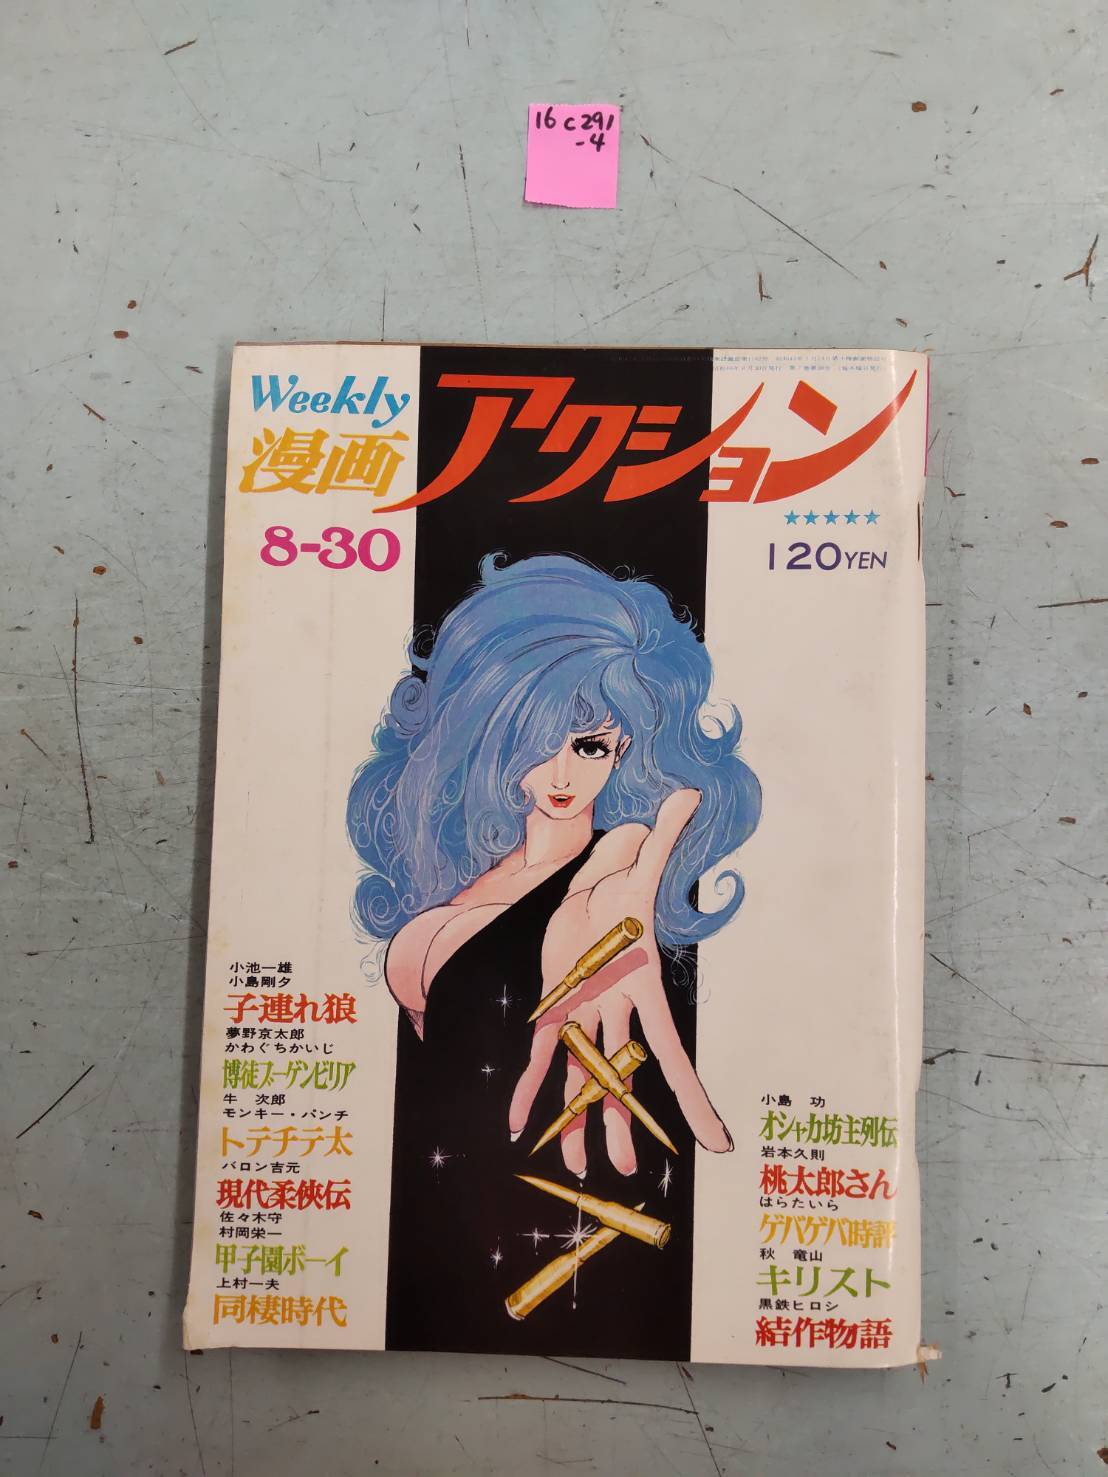 16 C291
-4
Weekly
漫画アクション
8-30
★★★★★
120YEN
小池一雄
小島剛夕
子連れ狼
夢野京太郎
かわぐちかいじ
博徒ブーゲンビリア
牛 次郎
モンキー・パンチ
トテチテ太
バロン吉元
現代柔侠伝
佐々木守
村岡栄一
甲子園ボーイ
上村一夫
同棲時代
小島 功
オシャカ坊主列伝
岩本久則
桃太郎さん
はらたいら
ゲバゲバ時評
秋 竜山
キリスト
黒鉄ヒロシ
結作物語